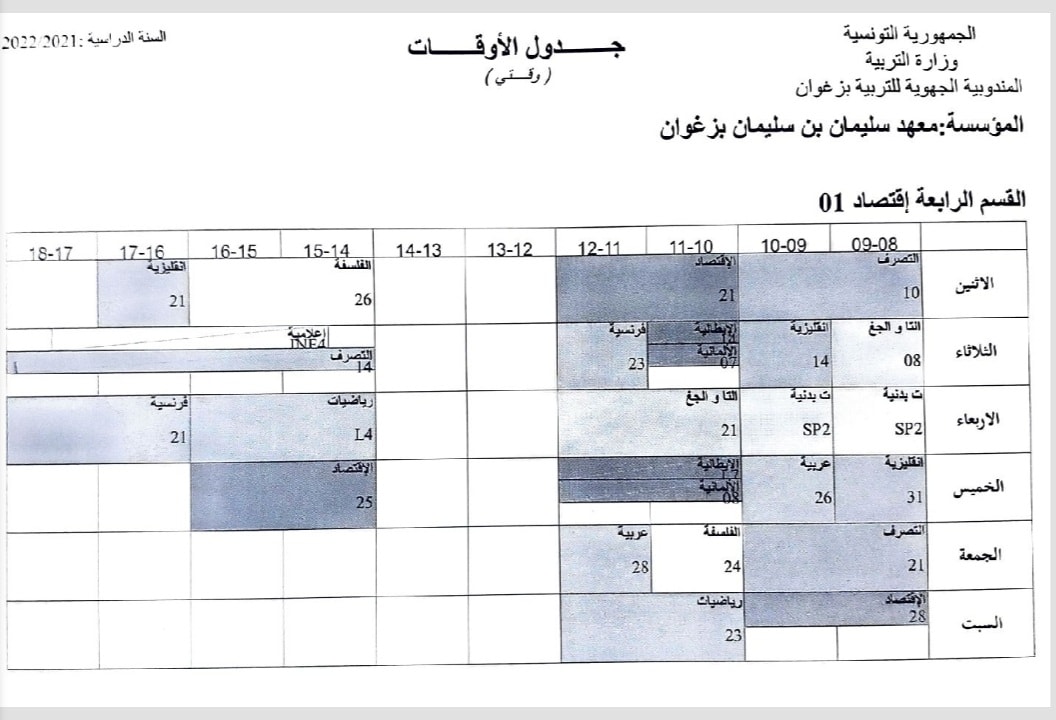 الجمهورية التونسية
وزارة التربية
المندوبية الجهوية للتربية بزغوان
جـــــدول الأوقـــــات
( وقـــتي )
السنة الدراسية :2022/2021
المؤسسة:معهد سليمان بن سليمان بزغوان
القسم الرابعة إقتصاد 01
09-08 10-09 11-10 12-11 13-12 14-13 15-14 16-15 17-16 18-17
الاثنين
التصرف 10
الإقتصاد 21
الفلسفة 26
انقليزية 21
الثلاثاء
التا و الجغ 08
انقليزية 14
الإيطالية
الألمانية 07
فرنسية 23
إعلامية INF4
التصرف 14
الاربعاء
ت بدنية SP2
ت بدنية SP2
التا و الجغ 21
رياضيات L4
فرنسية 21
الخميس
انقليزية 31
عربية 26
الإيطالية
الألمانية 08
الإقتصاد 25
الجمعة
التصرف 21
الفلسفة 24
عربية 28
السبت
الإقتصاد 28
رياضيات 23